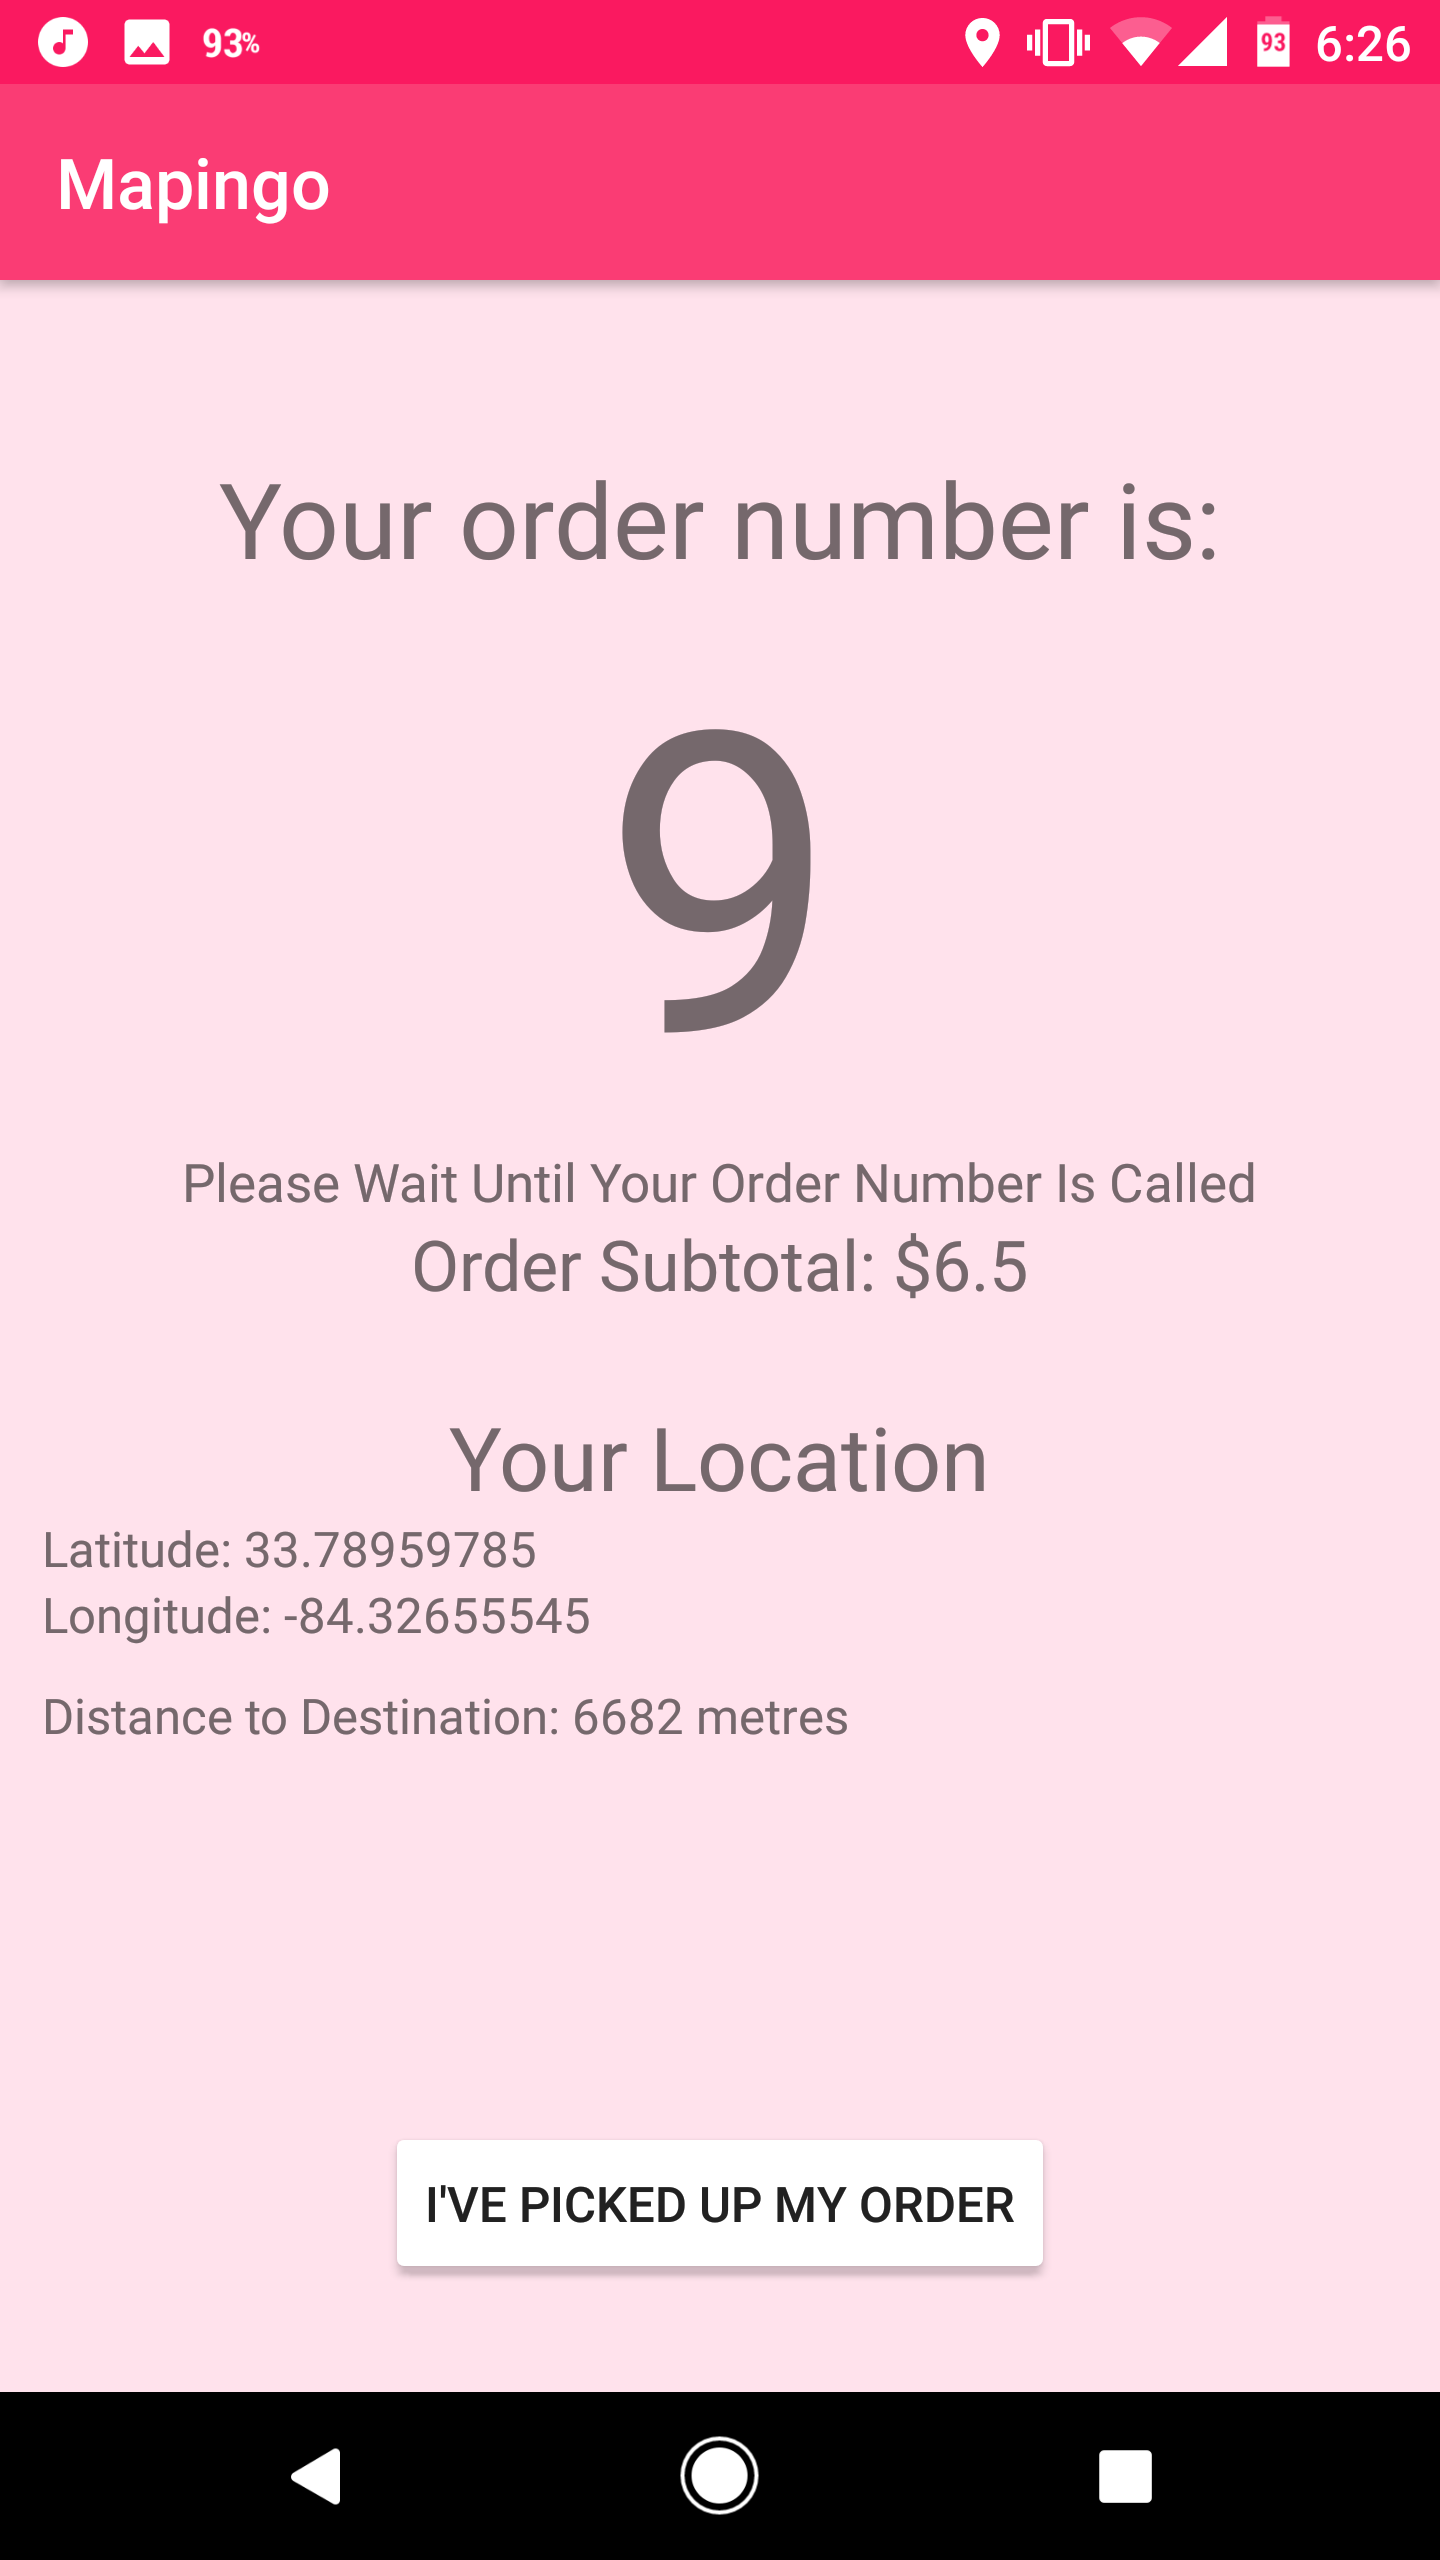 93%
93
6:26
Mapingo
Your order number is:
9
Please Wait Until Your Order Number Is Called
Order Subtotal: $6.5
Your Location
Latitude: 33.78959785
Longitude: -84.32655545
Distance to Destination: 6682 metres
I'VE PICKED UP MY ORDER